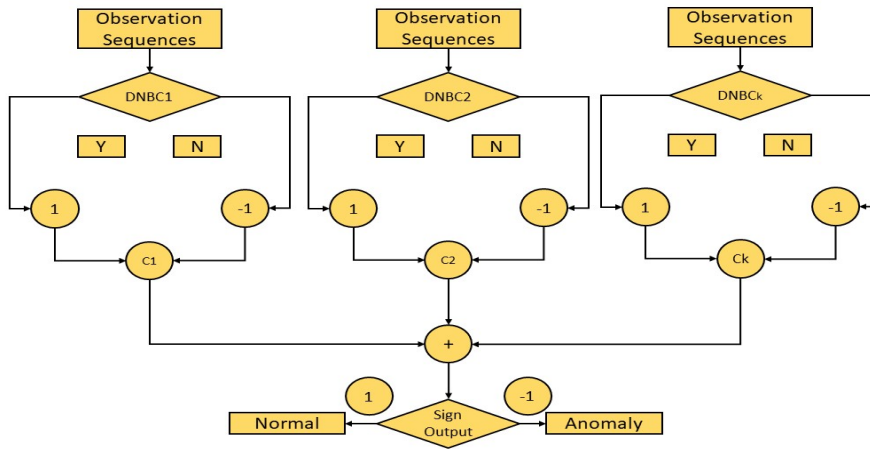 Observation
Sequences
Observation
Sequences
Observation
Sequences
DNBC1
DNBC2
DNBCk
Y
N
Y
N
Y
N
1
-1
1
-1
1
-1
C1
C2
Ck
+
1
-1
Normal
Sign
Output
Anomaly